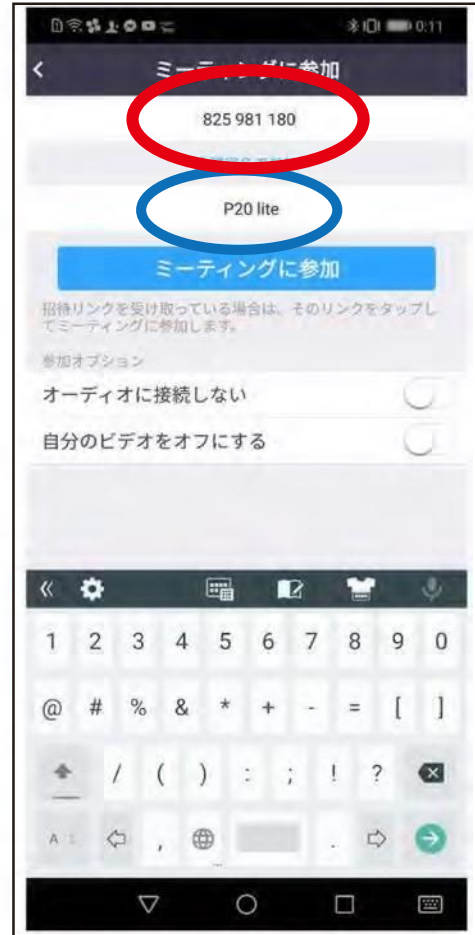 0:11
ミーティングに参加
825 981 180
P20 lite
ミーティングに参加
招待リンクを受け取っている場合は、そのリンクをタップし
てミーティングに参加します。
参加オプション
オーディオに接続しない
自分のビデオをオフにする
1 2 3 4 5 6 7 8 9 0
@ # % & * + - = [ ]
/ ( ) : ; ! ?
A , .